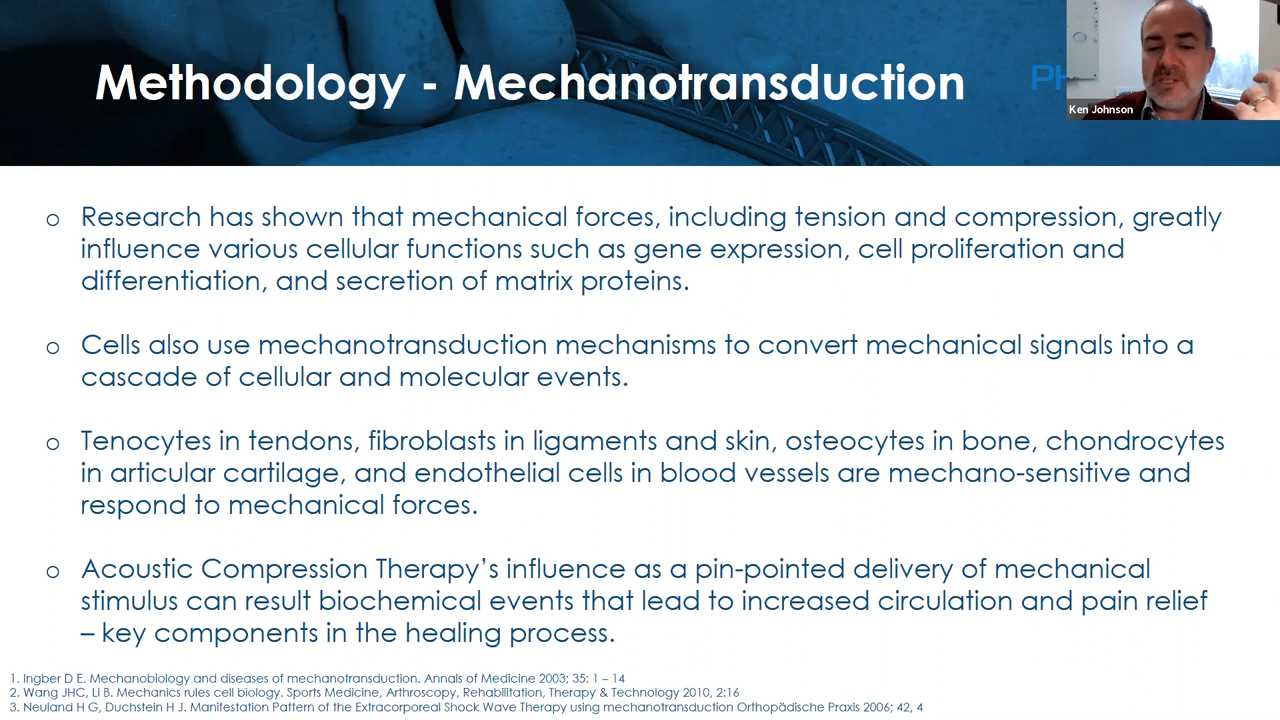 Methodology - Mechanotransduction
PH
Ken Johnson
o Research has shown that mechanical forces, including tension and compression, greatly
influence various cellular functions such as gene expression, cell proliferation and
differentiation, and secretion of matrix proteins.
o Cells also use mechanotransduction mechanisms to convert mechanical signals into a
cascade of cellular and molecular events.
o Tenocytes in tendons, fibroblasts in ligaments and skin, osteocytes in bone, chondrocytes
in articular cartilage, and endothelial cells in blood vessels are mechano-sensitive and
respond to mechanical forces.
o Acoustic Compression Therapy’s influence as a pin-pointed delivery of mechanical
stimulus can result biochemical events that lead to increased circulation and pain relief
– key components in the healing process.
1. Ingber D E. Mechanobiology and diseases of mechanotransduction. Annals of Medicine 2003; 35: 1 – 14
2. Wang JHC, Li B. Mechanics rules cell biology. Sports Medicine, Arthroscopy, Rehabilitation, Therapy & Technology 2010, 2:16
3. Neuland H G, Duchstein H J. Manifestation Pattern of the Extracorporeal Shock Wave Therapy using mechanotransduction Orthopädische Praxis 2006; 42, 4